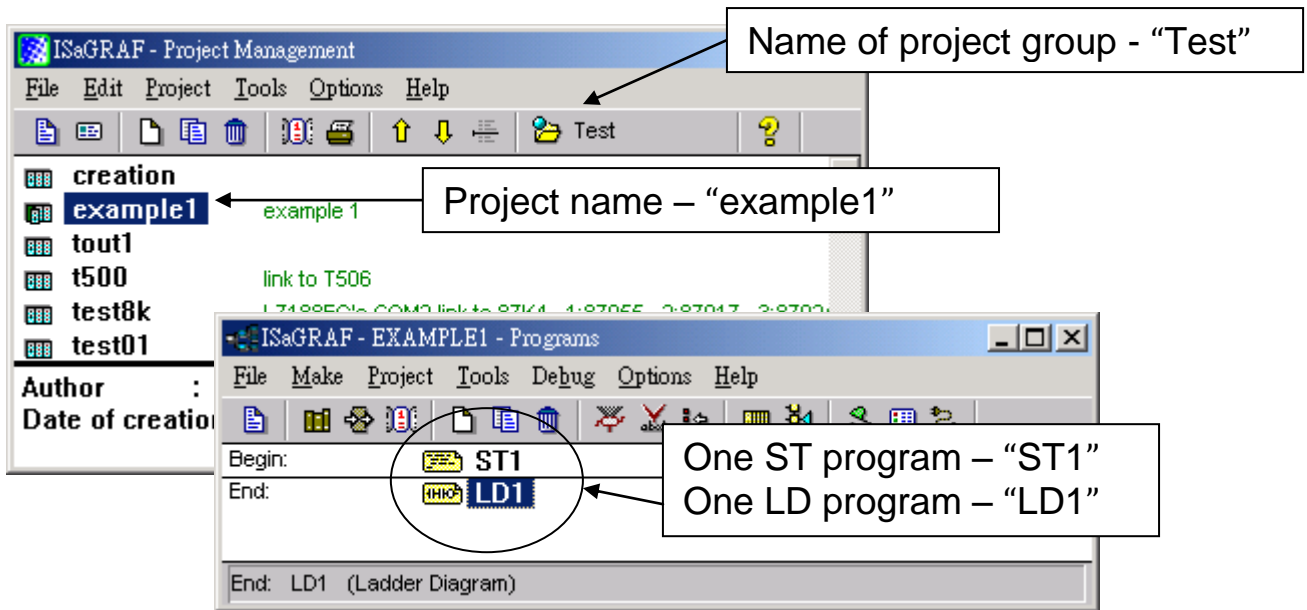 ISaGRAF - Project Management
Name of project group - “Test”
File Edit Project Tools Options Help
Test
creation
example1 example 1
Project name – “example1”
tout1
t500 link to T506
test8k
test01
Author :
Date of creation
ISaGRAF - EXAMPLE1 - Programs
File Make Project Tools Debug Options Help
Begin: ST1
End: LD1
One ST program – “ST1”
One LD program – “LD1”
End: LD1 (Ladder Diagram)